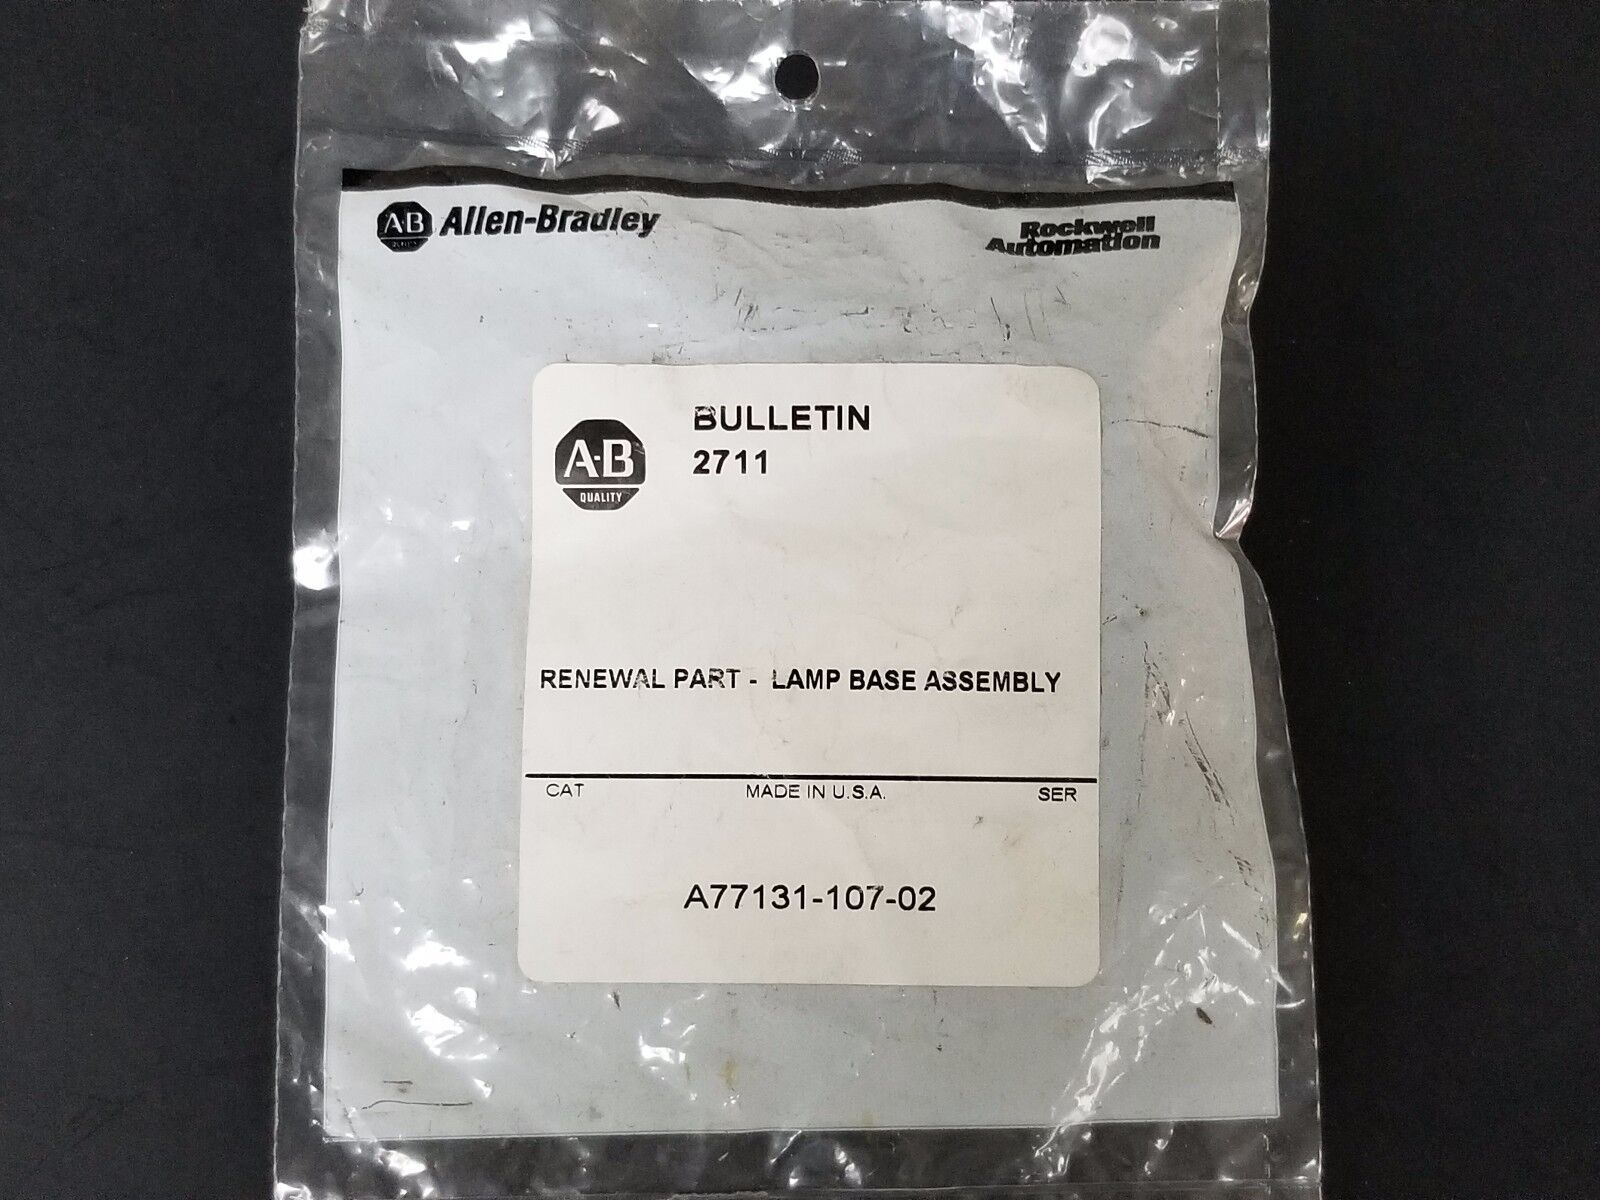 A·B Allen-Bradley
Rockwell
Automation
BULLETIN
2711
A·B
QUALITY
RENEWAL PART - LAMP BASE ASSEMBLY
CAT MADE IN U.S.A. SER
A77131-107-02